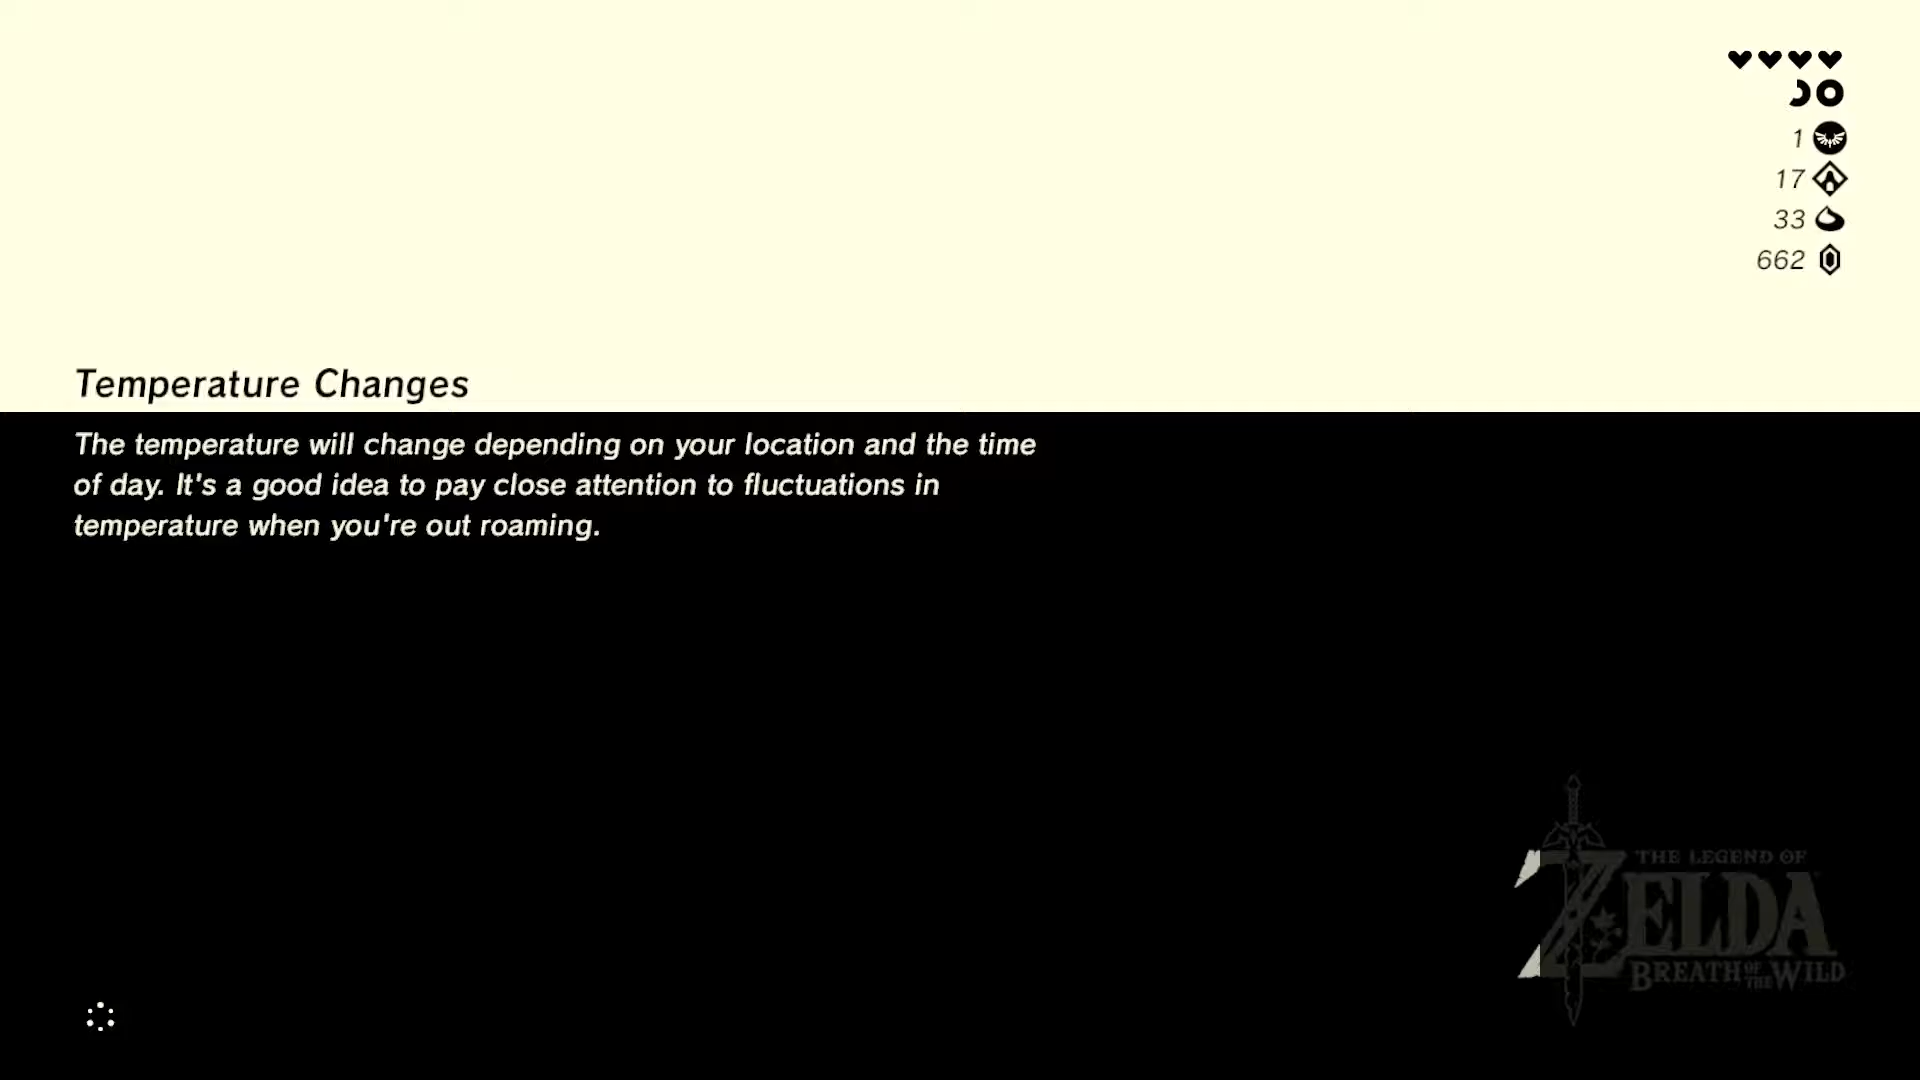 1
17
33
662
Temperature Changes
The temperature will change depending on your location and the time
of day. It's a good idea to pay close attention to fluctuations in
temperature when you're out roaming.
THE LEGEND OF
ZELDA
BREATH OF THE WILD